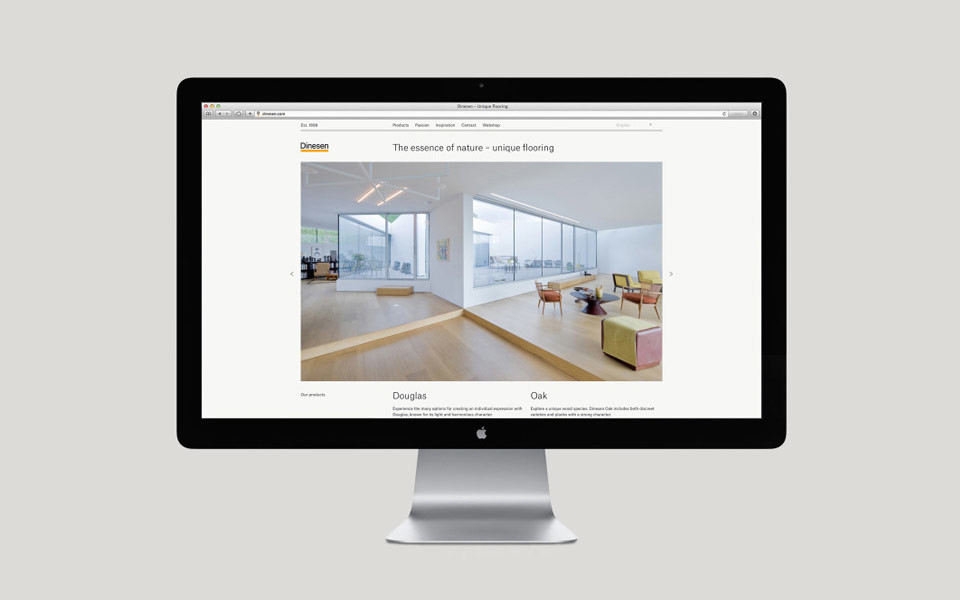 Dinesen – Unique flooring
dinesen.com
Est. 1898
Products Passion Inspiration Contact Webshop
English
Dinesen
The essence of nature – unique flooring
Our products
Douglas
Experience the many options for creating an individual expression with
Douglas, known for its light and harmonious character.
Oak
Explore a unique wood species. Dinesen Oak includes both discreet
varieties and planks with a strong character.